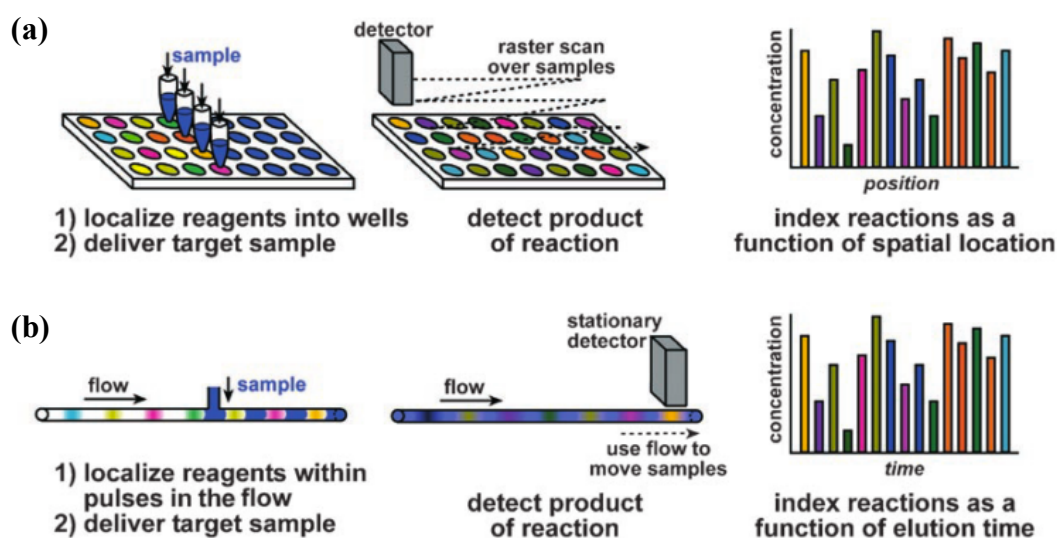 (a)
sample
1) localize reagents into wells
2) deliver target sample
detector
raster scan
over samples
detect product
of reaction
concentration
position
index reactions as a
function of spatial location
(b)
flow
sample
1) localize reagents within
pulses in the flow
2) deliver target sample
stationary
detector
flow
use flow to
move samples
detect product
of reaction
concentration
time
index reactions as a
function of elution time